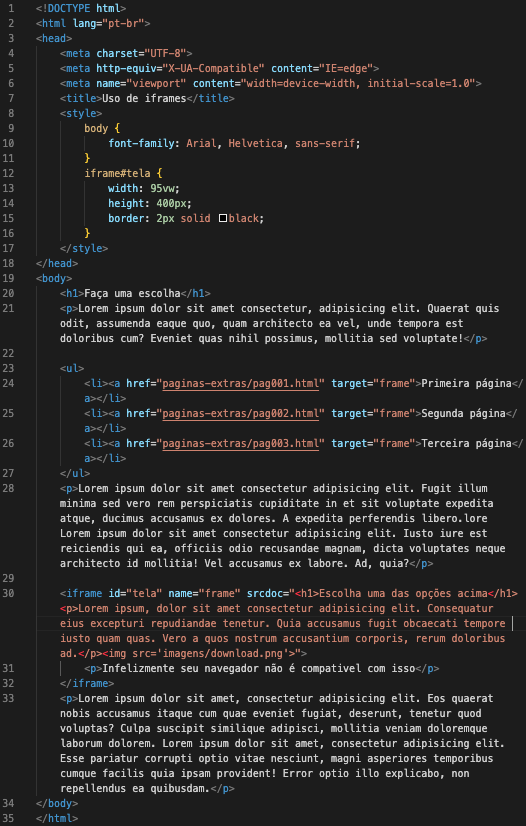 1 <!DOCTYPE html>
2 <html lang="pt-br">
3 <head>
4 <meta charset="UTF-8">
5 <meta http-equiv="X-UA-Compatible" content="IE=edge">
6 <meta name="viewport" content="width=device-width, initial-scale=1.0">
7 <title>Uso de iframes</title>
8 <style>
9 body {
10 font-family: Arial, Helvetica, sans-serif;
11 }
12 iframe#tela {
13 width: 95vw;
14 height: 400px;
15 border: 2px solid black;
16 }
17 </style>
18 </head>
19 <body>
20 <h1>Faça uma escolha</h1>
21 <p>Lorem ipsum dolor sit amet consectetur, adipisicing elit. Quaerat quis
odit, assumenda eaque quo, quam architecto ea vel, unde tempora est
doloribus cum? Eveniet quas nihil possimus, mollitia sed voluptate!</p>
22
23 <ul>
24 <li><a href="paginas-extras/pag001.html" target="frame">Primeira página</
a></li>
25 <li><a href="paginas-extras/pag002.html" target="frame">Segunda página</
a></li>
26 <li><a href="paginas-extras/pag003.html" target="frame">Terceira página</
a></li>
27 </ul>
28 <p>Lorem ipsum dolor sit amet consectetur adipisicing elit. Fugit illum
minima sed vero rem perspiciatis cupiditate in et sit voluptate expedita
atque, ducimus accusamus ex dolores. A expedita perferendis libero.lore
Lorem ipsum dolor sit amet consectetur adipisicing elit. Iusto iure est
reiciendis qui ea, officiis odio recusandae magnam, dicta voluptates neque
architecto id mollitia! Vel accusamus ex labore. Ad, quia?</p>
29
30 <iframe id="tela" name="frame" srcdoc="<h1>Escolha uma das opções acima</h1>
<p>Lorem ipsum, dolor sit amet consectetur adipisicing elit. Consequatur
eius excepturi repudiandae tenetur. Quia accusamus fugit obcaecati tempore
iusto quam quas. Vero a quos nostrum accusantium corporis, rerum doloribus
ad.</p><img src='imagens/download.png'>">
31 <p>Infelizmente seu navegador não é compativel com isso</p>
32 </iframe>
33 <p>Lorem ipsum dolor sit amet, consectetur adipisicing elit. Eos quaerat
nobis accusamus itaque cum quae eveniet fugiat, deserunt, tenetur quod
voluptas? Culpa suscipit similique adipisci, mollitia veniam doloremque
laborum dolorem. Lorem ipsum dolor sit amet, consectetur adipisicing elit.
Esse pariatur corrupti optio vitae nesciunt, magni asperiores temporibus
cumque facilis quia ipsam provident! Error optio illo explicabo, non
repellendus ea quibusdam.</p>
34 </body>
35 </html>